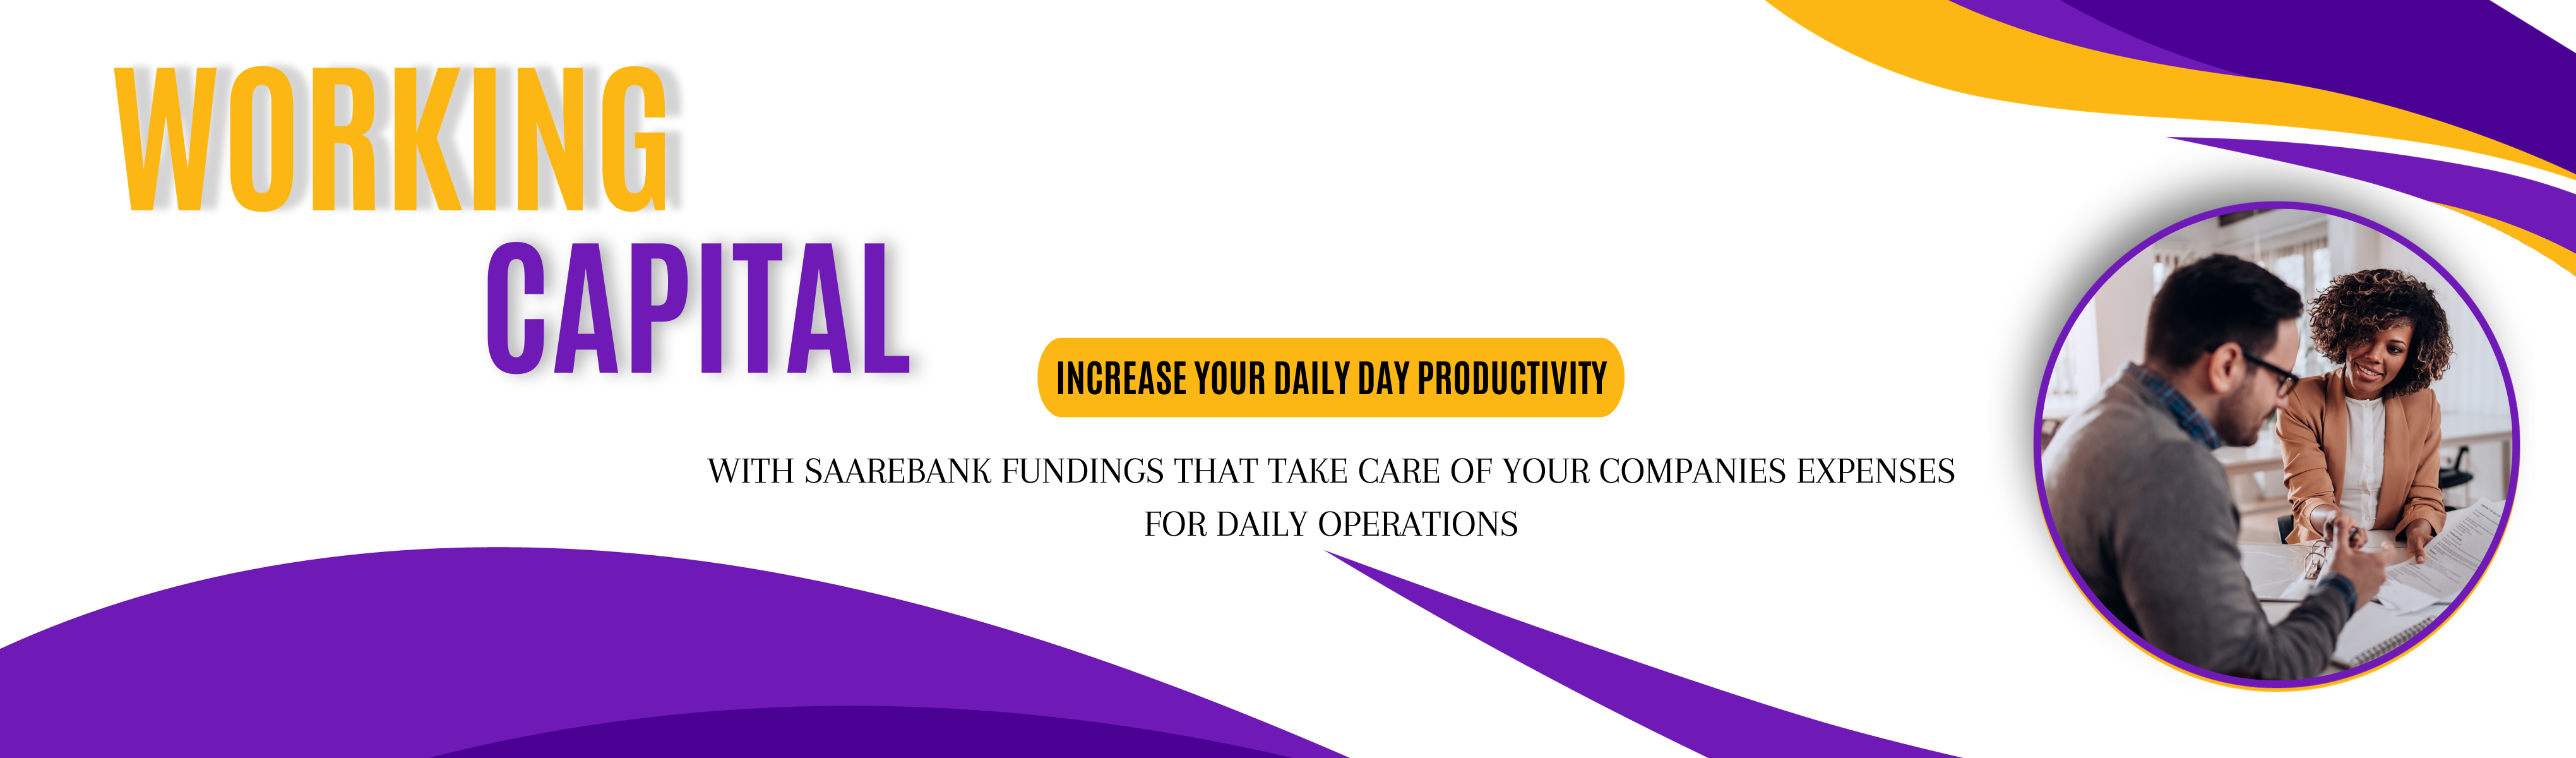 WORKING
CAPITAL
INCREASE YOUR DAILY DAY PRODUCTIVITY
WITH SAAREBANK FUNDINGS THAT TAKE CARE OF YOUR COMPANIES EXPENSES
FOR DAILY OPERATIONS